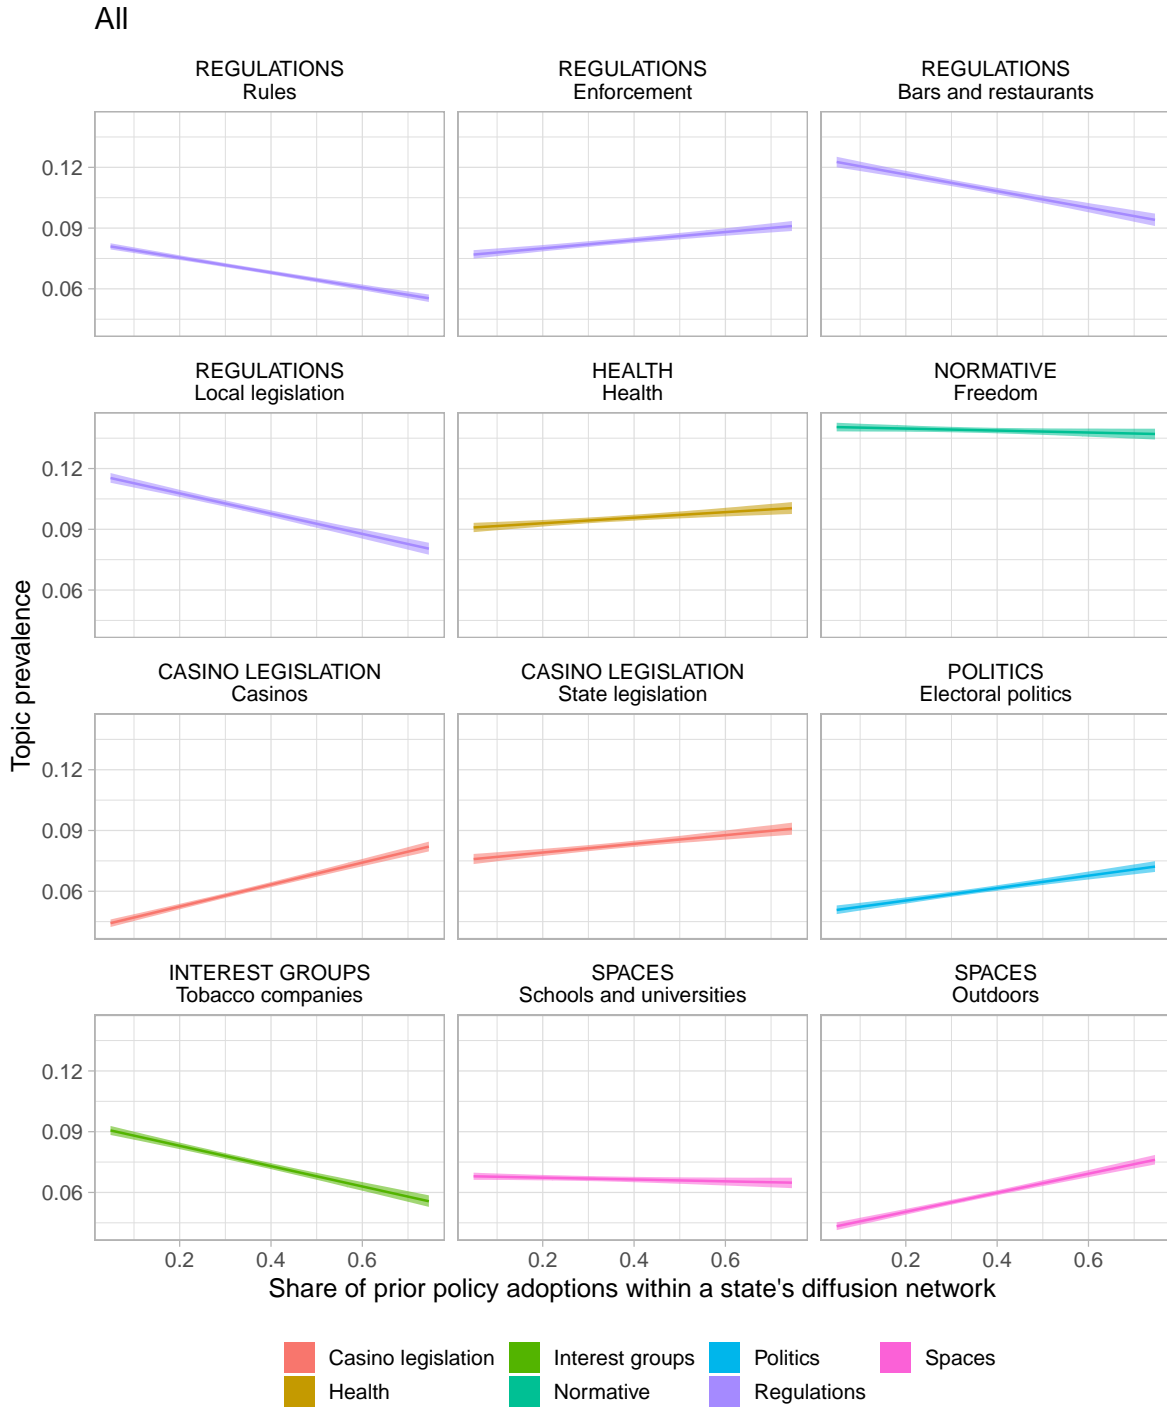 All
REGULATIONS
Rules
REGULATIONS
Enforcement
REGULATIONS
Bars and restaurants
0.12
0.09
0.06
REGULATIONS
Local legislation
HEALTH
Health
NORMATIVE
Freedom
0.12
0.09
0.06
CASINO LEGISLATION
Casinos
CASINO LEGISLATION
State legislation
POLITICS
Electoral politics
0.12
0.09
0.06
INTEREST GROUPS
Tobacco companies
SPACES
Schools and universities
SPACES
Outdoors
0.12
0.09
0.06
Topic prevalence
0.2 0.4 0.6
0.2 0.4 0.6
0.2 0.4 0.6
Share of prior policy adoptions within a state's diffusion network
Casino legislation
Interest groups
Politics
Spaces
Health
Normative
Regulations